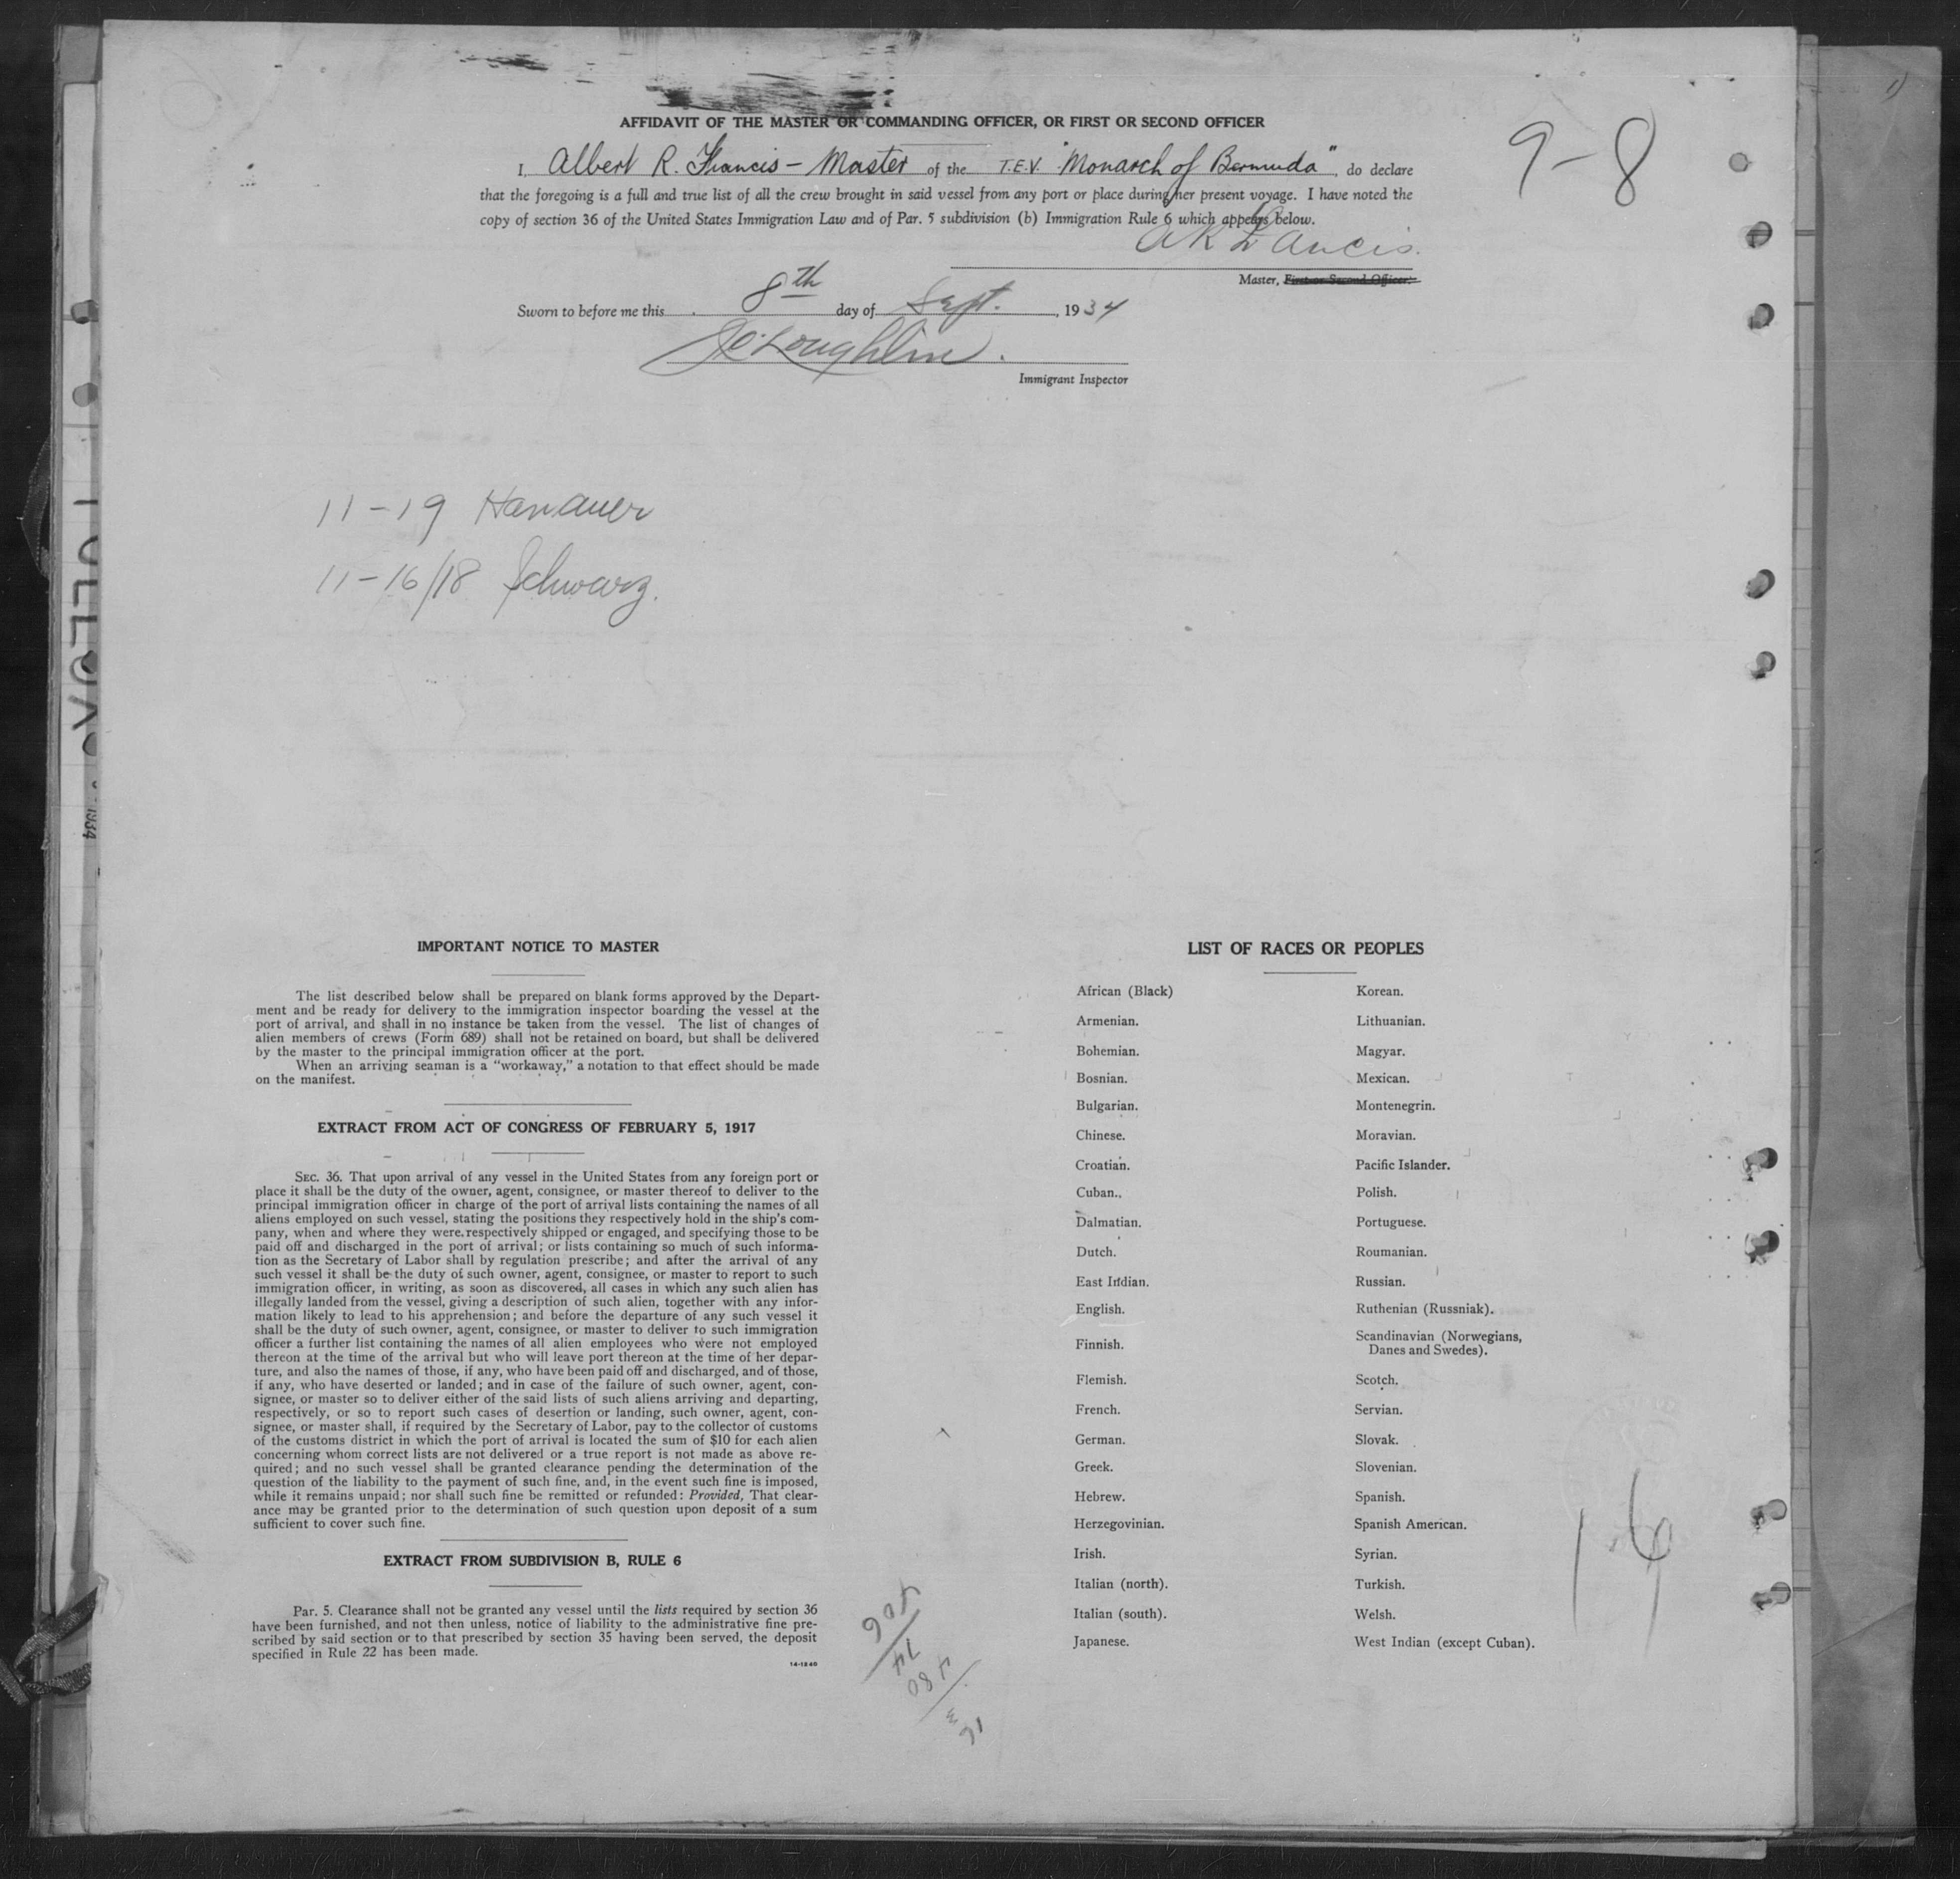 AFFIDAVIT OF THE MASTER OR COMMANDING OFFICER, OR FIRST OR SECOND OFFICER
9-8
I, Albert R. Francis - Master of the T.E.V. "Monarch of Bermuda", do declare
that the foregoing is a full and true list of all the crew brought in said vessel from any port or place during her present voyage. I have noted the
copy of section 36 of the United States Immigration Law and of Par. 5 subdivision (b) Immigration Rule 6 which appears below.
A R Francis.
Master, First or Second Officer.
Sworn to before me this 8th day of Sept., 1934
Immigrant Inspector
11-19 Hanauer
11-16/18 Schwarz.
1934
IMPORTANT NOTICE TO MASTER
The list described below shall be prepared on blank forms approved by the Depart-
ment and be ready for delivery to the immigration inspector boarding the vessel at the
port of arrival, and shall in no instance be taken from the vessel. The list of changes of
alien members of crews (Form 689) shall not be retained on board, but shall be delivered
by the master to the principal immigration officer at the port.
When an arriving seaman is a "workaway," a notation to that effect should be made
on the manifest.
EXTRACT FROM ACT OF CONGRESS OF FEBRUARY 5, 1917
SEC. 36. That upon arrival of any vessel in the United States from any foreign port or
place it shall be the duty of the owner, agent, consignee, or master thereof to deliver to the
principal immigration officer in charge of the port of arrival lists containing the names of all
aliens employed on such vessel, stating the positions they respectively hold in the ship's com-
pany, when and where they were respectively shipped or engaged, and specifying those to be
paid off and discharged in the port of arrival; or lists containing so much of such informa-
tion as the Secretary of Labor shall by regulation prescribe; and after the arrival of any
such vessel it shall be the duty of such owner, agent, consignee, or master to report to such
immigration officer, in writing, as soon as discovered, all cases in which any such alien has
illegally landed from the vessel, giving a description of such alien, together with any infor-
mation likely to lead to his apprehension; and before the departure of any such vessel it
shall be the duty of such owner, agent, consignee, or master to deliver to such immigration
officer a further list containing the names of all alien employees who were not employed
thereon at the time of the arrival but who will leave port thereon at the time of her depar-
ture, and also the names of those, if any, who have been paid off and discharged, and of those,
if any, who have deserted or landed; and in case of the failure of such owner, agent, con-
signee, or master so to deliver either of the said lists of such aliens arriving and departing,
respectively, or so to report such cases of desertion or landing, such owner, agent, con-
signee, or master shall, if required by the Secretary of Labor, pay to the collector of customs
of the customs district in which the port of arrival is located the sum of $10 for each alien
concerning whom correct lists are not delivered or a true report is not made as above re-
quired; and no such vessel shall be granted clearance pending the determination of the
question of the liability to the payment of such fine, and, in the event such fine is imposed,
while it remains unpaid; nor shall such fine be remitted or refunded: Provided, That clear-
ance may be granted prior to the determination of such question upon deposit of a sum
sufficient to cover such fine.
EXTRACT FROM SUBDIVISION B, RULE 6
Par. 5. Clearance shall not be granted any vessel until the lists required by section 36
have been furnished, and not then unless, notice of liability to the administrative fine pre-
scribed by said section or to that prescribed by section 35 having been served, the deposit
specified in Rule 22 has been made.
14-1240
LIST OF RACES OR PEOPLES
African (Black)
Armenian.
Bohemian.
Bosnian.
Bulgarian.
Chinese.
Croatian.
Cuban.
Dalmatian.
Dutch.
East Indian.
English.
Finnish.
Flemish.
French.
German.
Greek.
Hebrew.
Herzegovinian.
Irish.
Italian (north).
Italian (south).
Japanese.
Korean.
Lithuanian.
Magyar.
Mexican.
Montenegrin.
Moravian.
Pacific Islander.
Polish.
Portuguese.
Roumanian.
Russian.
Ruthenian (Russniak).
Scandinavian (Norwegians,
Danes and Swedes).
Scotch.
Servian.
Slovak.
Slovenian.
Spanish.
Spanish American.
Syrian.
Turkish.
Welsh.
West Indian (except Cuban).